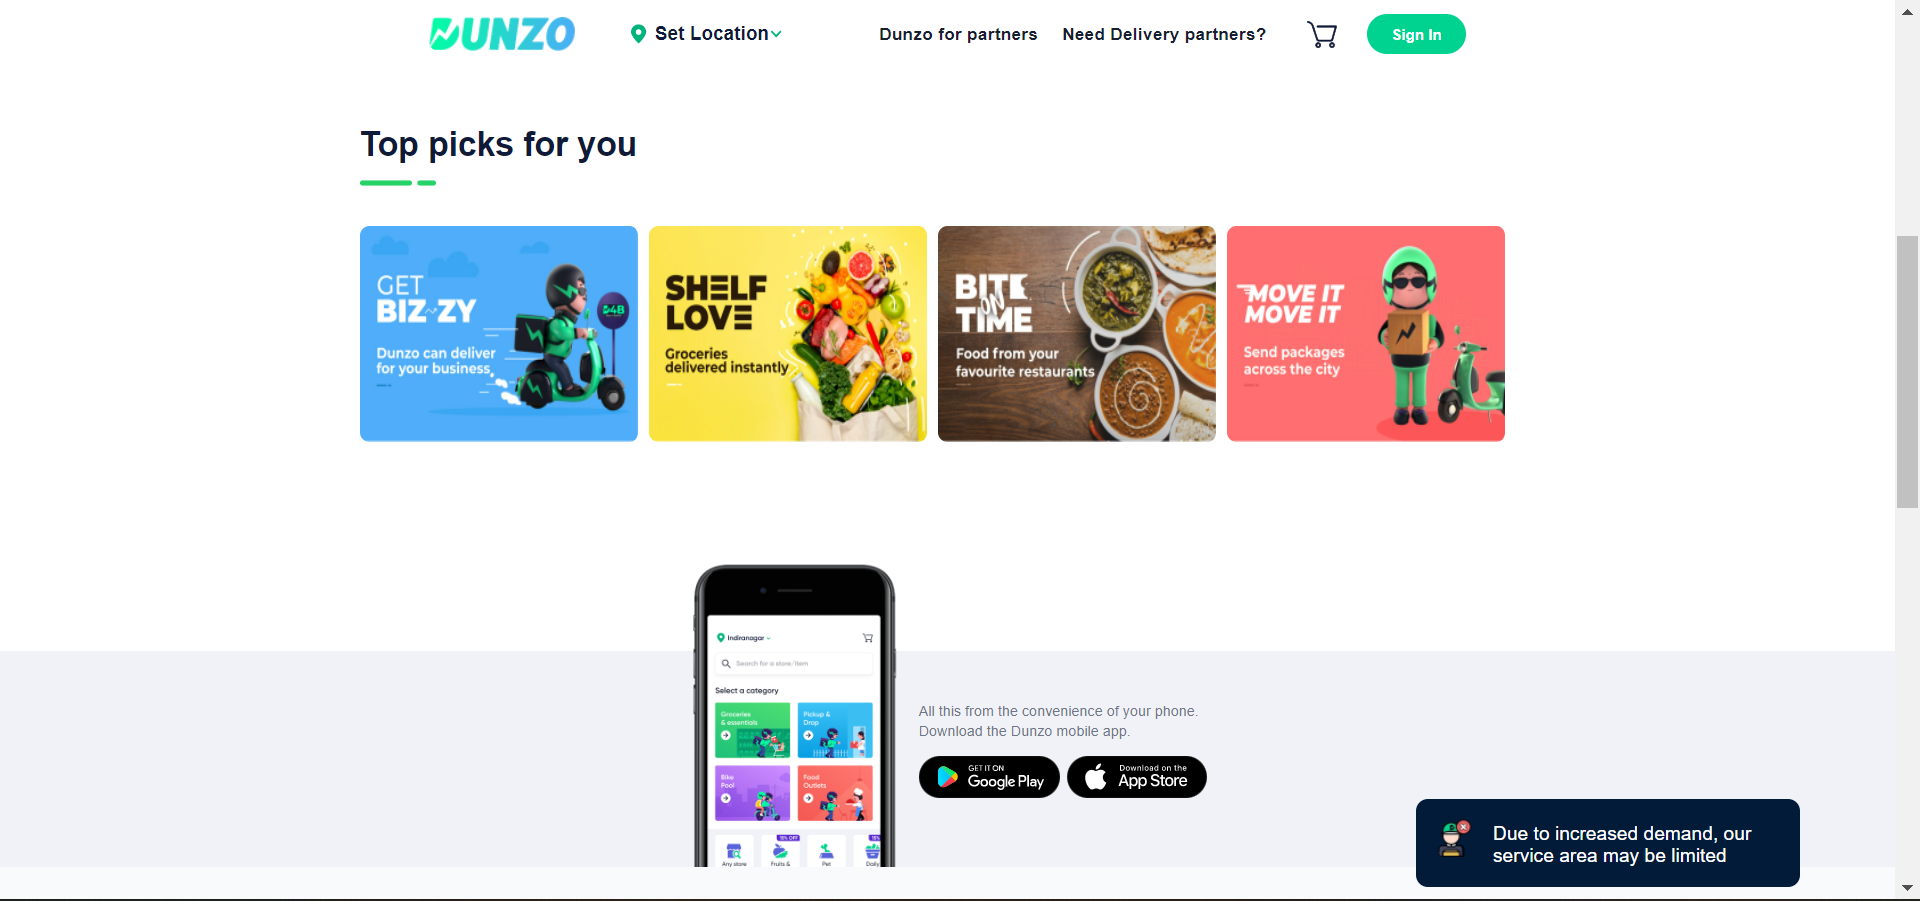 DUNZO
Set Location
Dunzo for partners
Need Delivery partners?
Sign In
Top picks for you
GET
BIZ~ZY
Dunzo can deliver
for your business
D4B
SHELF
LOVE
Groceries
delivered instantly
BITE
ON
TIME
Food from your
favourite restaurants
MOVE IT
MOVE IT
Send packages
across the city
Indiranagar
Search for a store/item
Select a category
Groceries
& essentials
Pickup &
Drop
Bike
Pool
Food
Outlets
10% OFF
15%
Any store
Fruits &
Pet
Daily
All this from the convenience of your phone.
Download the Dunzo mobile app.
GET IT ON
Google Play
Download on the
App Store
Due to increased demand, our
service area may be limited